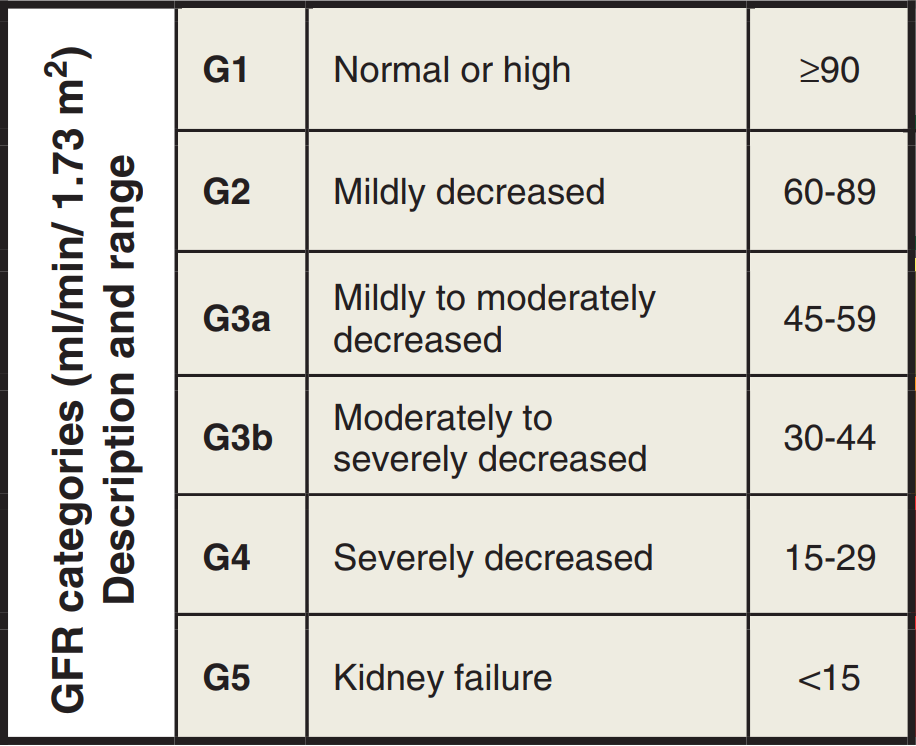 GFR categories (ml/min/ 1.73 m²)
Description and range
G1 Normal or high ≥90
G2 Mildly decreased 60-89
G3a Mildly to moderately
decreased 45-59
G3b Moderately to
severely decreased 30-44
G4 Severely decreased 15-29
G5 Kidney failure <15